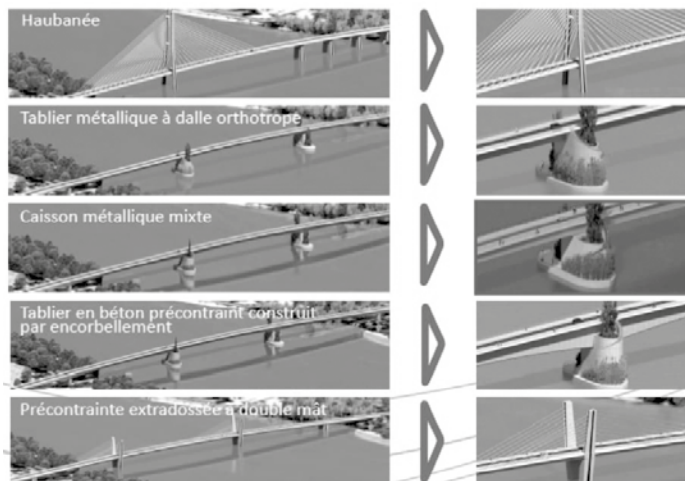 Haubanée
Tablier métallique à dalle orthotrope
Caisson métallique mixte
Tablier en béton précontraint construit
par encorbellement
Précontrainte extradossée à double mât